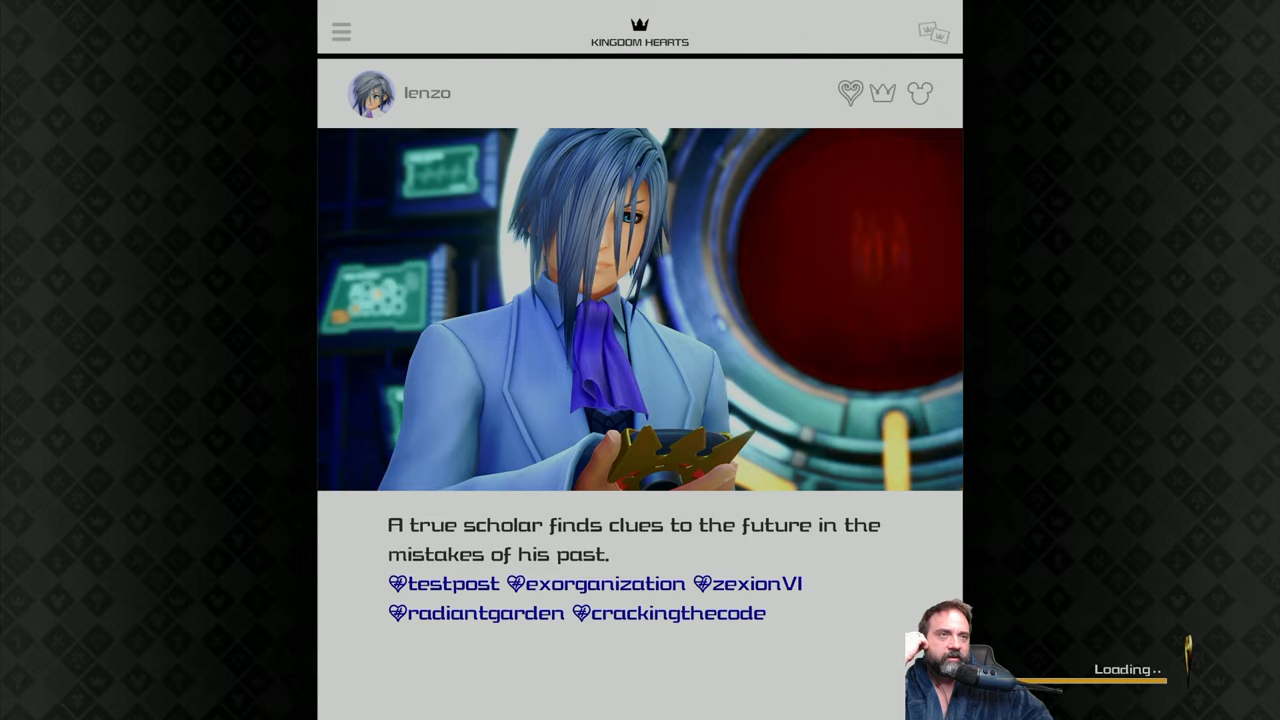 KINGDOM HEARTS
Ienzo
A true scholar finds clues to the future in the
mistakes of his past.
testpost exorganization zexionVI
radiantgarden crackingthecode
Loading..